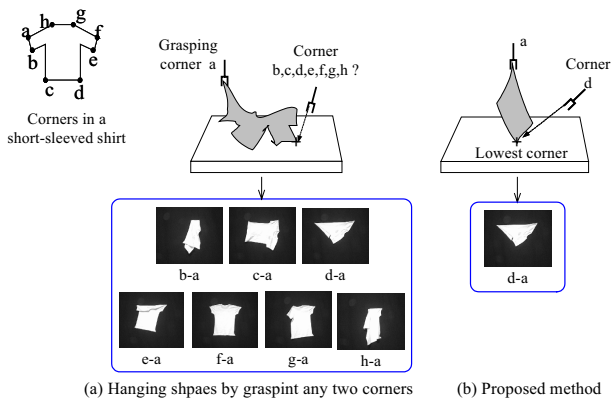 h
g
a
f
b
e
c
d
Corners in a
short-sleeved shirt
Grasping
corner a
Corner
b,c,d,e,f,g,h ?
a
Corner
d
Lowest corner
b-a
c-a
d-a
e-a
f-a
g-a
h-a
d-a
(a) Hanging shpaes by graspint any two corners
(b) Proposed method